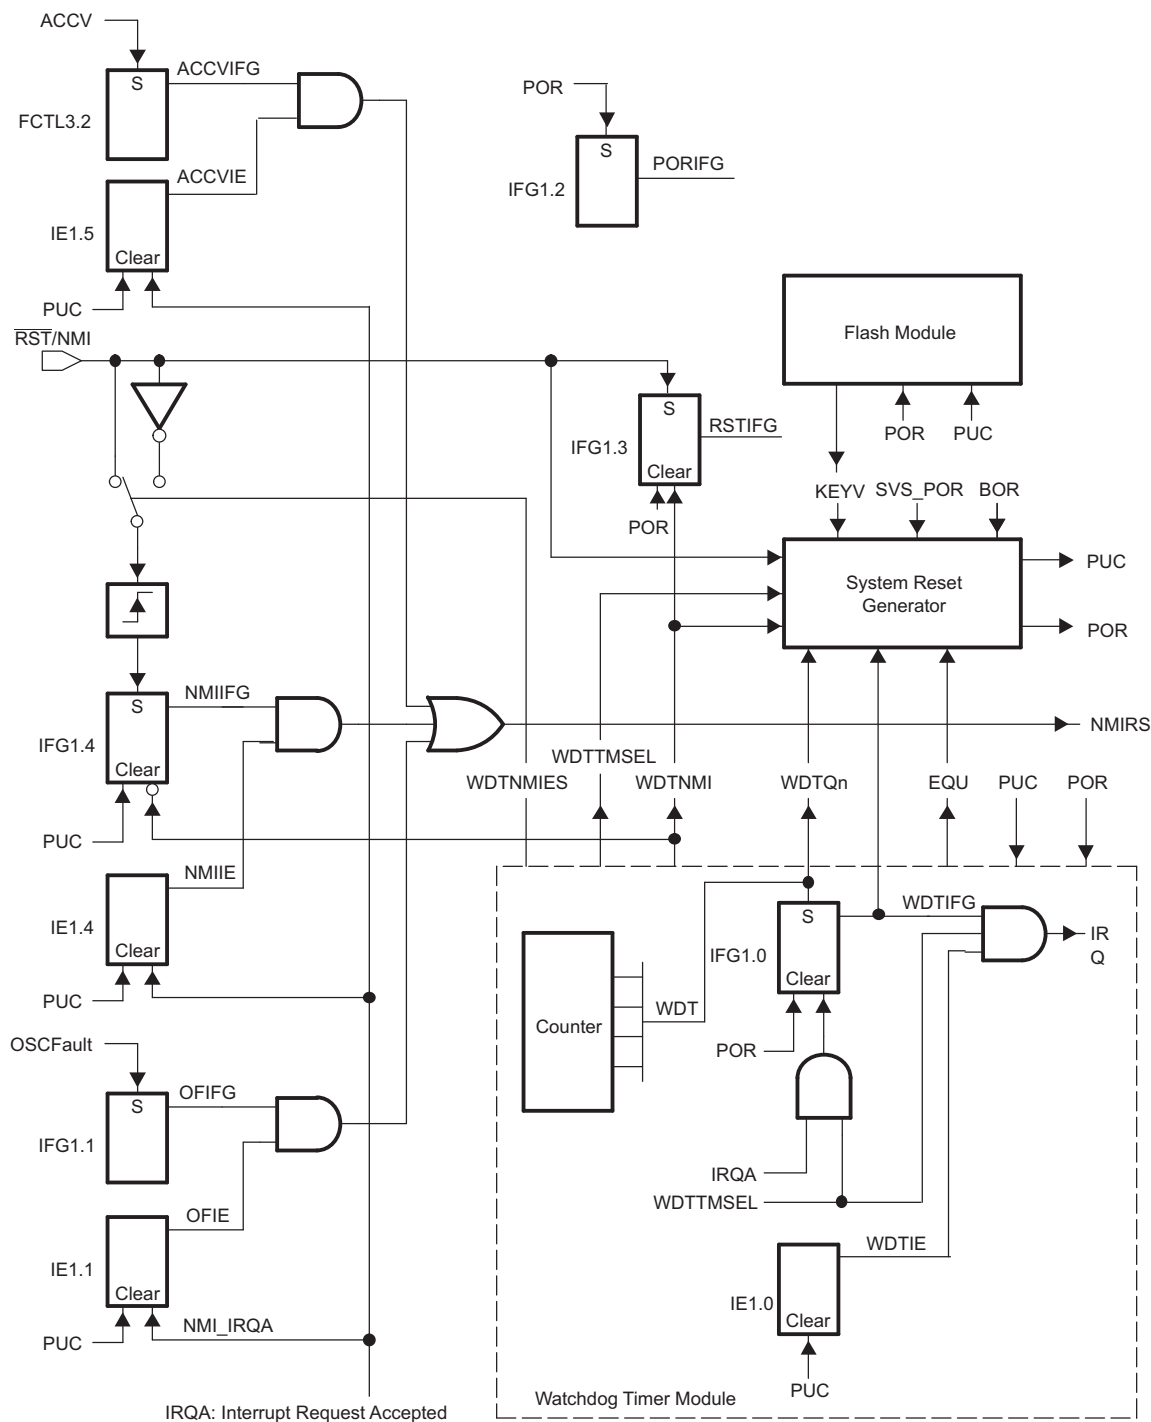 ACCV
S
ACCVIFG
FCTL3.2
ACCVIE
IE1.5
Clear
PUC
POR
S
PORIFG
IFG1.2
RST/NMI
Flash Module
POR
PUC
S
RSTIFG
IFG1.3
Clear
POR
KEYV
SVS_POR
BOR
System Reset
Generator
PUC
POR
S
NMIIFG
IFG1.4
Clear
PUC
NMIRS
WDTTMSEL
WDTNMIES
WDTNMI
WDTQn
EQU
PUC
POR
NMIIE
IE1.4
Clear
PUC
S
WDTIFG
IR
Q
IFG1.0
Clear
Counter
WDT
POR
OSCFault
S
OFIFG
IFG1.1
IRQA
WDTTMSEL
OFIE
IE1.1
Clear
PUC
NMI_IRQA
WDTIE
IE1.0
Clear
PUC
Watchdog Timer Module
IRQA: Interrupt Request Accepted